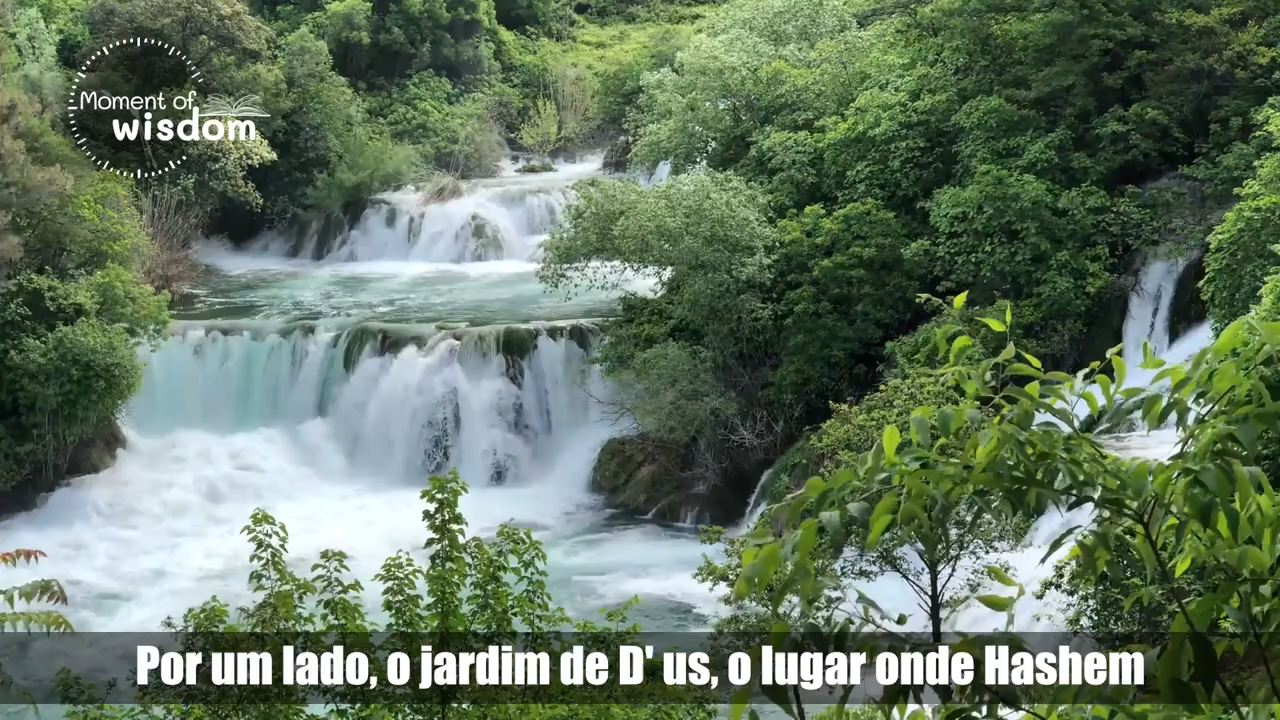 Moment of
wisdom
Por um lado, o jardim de D' us, o lugar onde Hashem